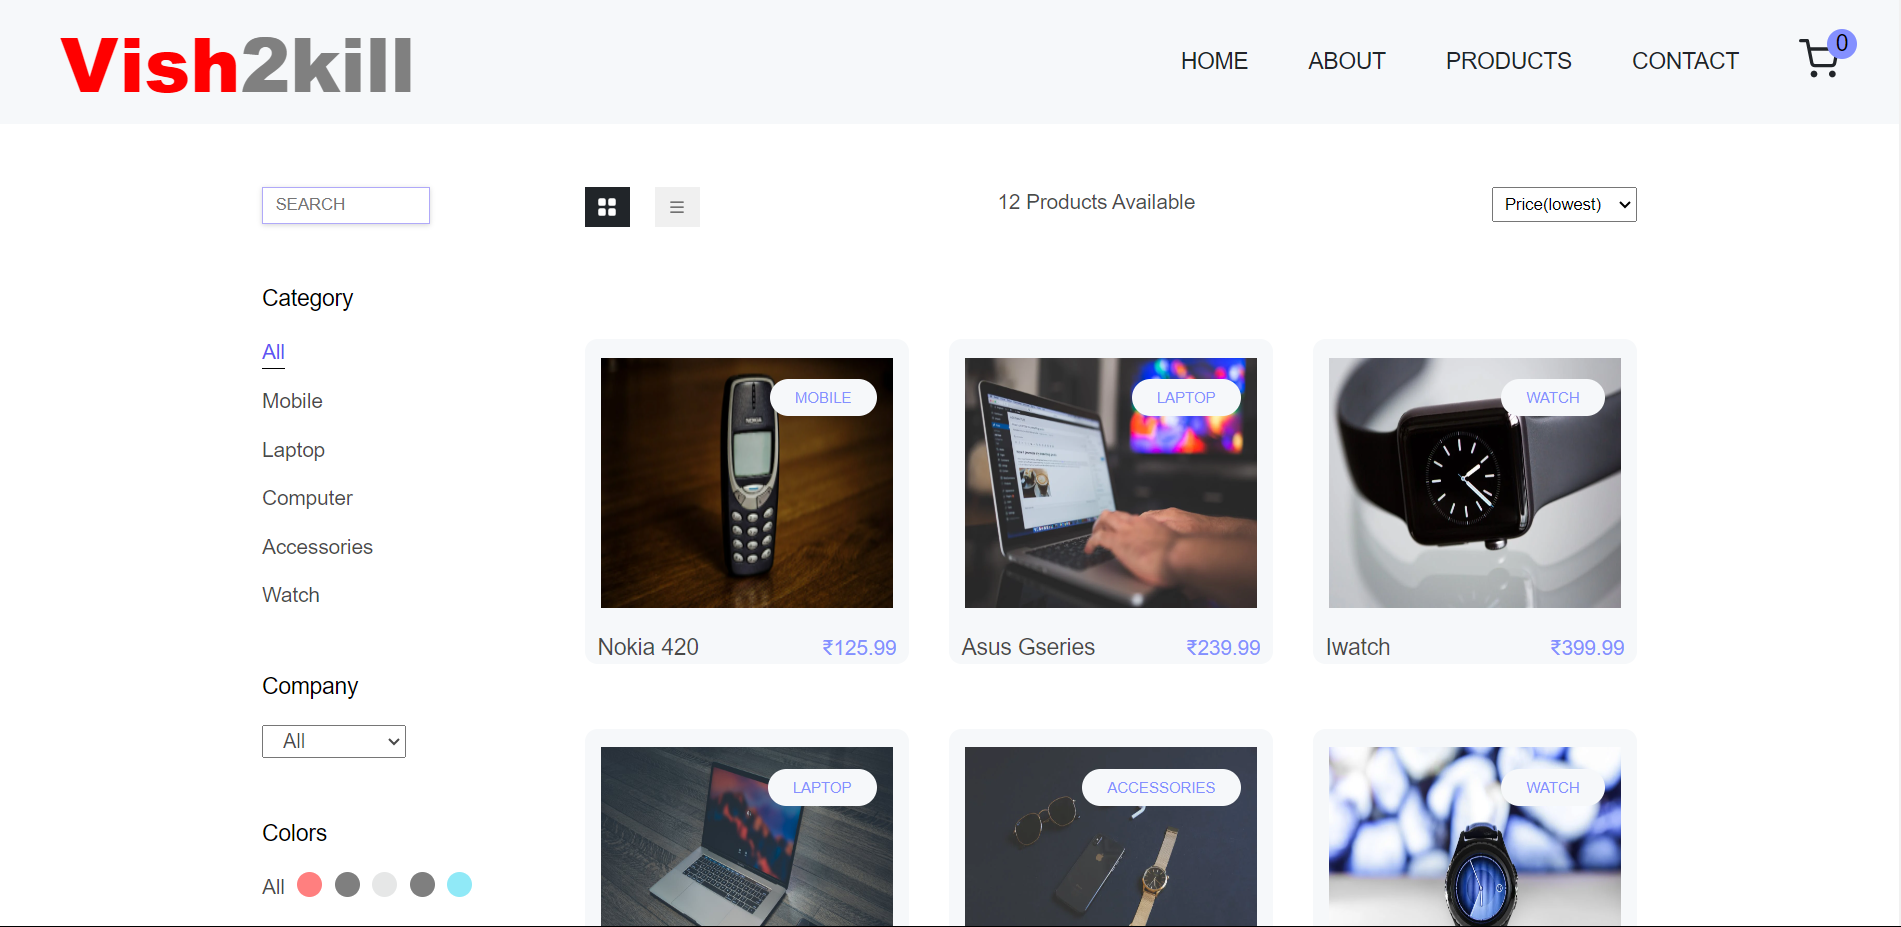 Vish2kill
HOME ABOUT PRODUCTS CONTACT 0
SEARCH
12 Products Available
Price(lowest)
Category
All
Mobile
Laptop
Computer
Accessories
Watch
Company
All
Colors
All
MOBILE
NOKIA
Nokia 420 ₹125.99
LAPTOP
Asus Gseries ₹239.99
WATCH
Iwatch ₹399.99
LAPTOP
ACCESSORIES
WATCH